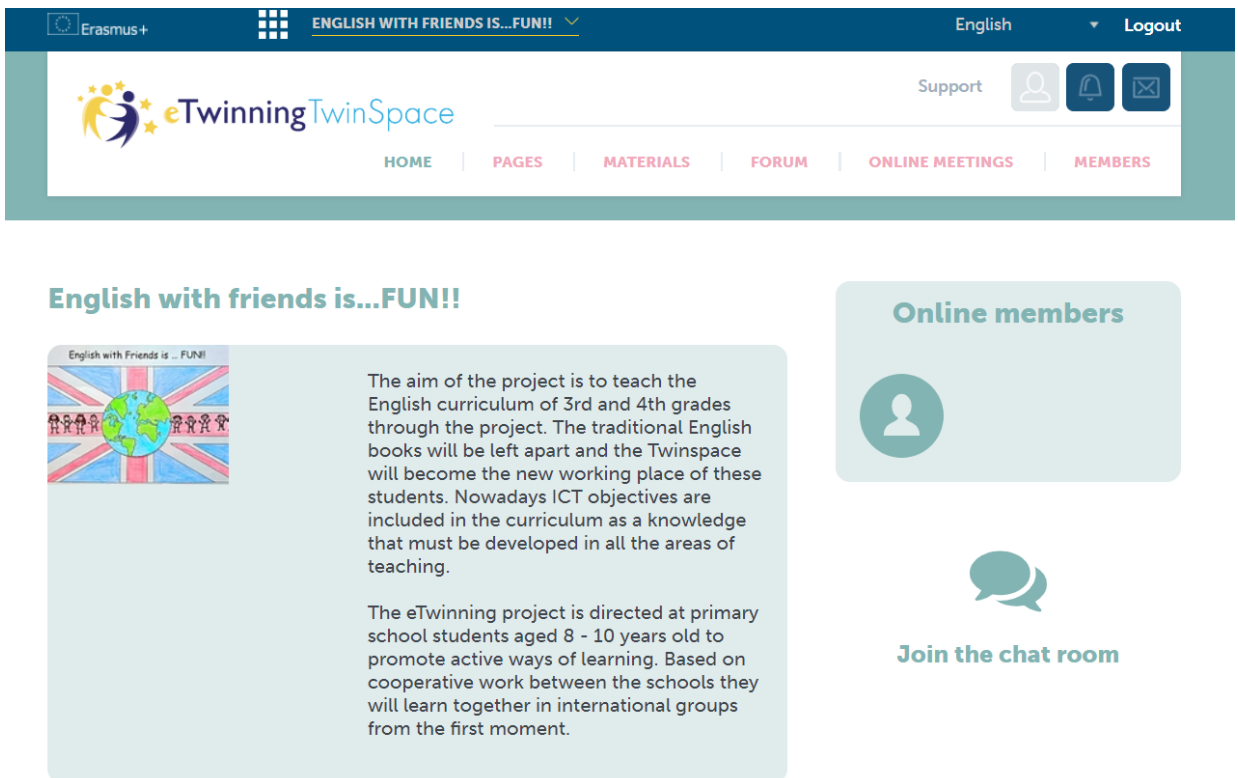 Erasmus+
ENGLISH WITH FRIENDS IS...FUN!!
English
Logout
eTwinning TwinSpace
Support
HOME
PAGES
MATERIALS
FORUM
ONLINE MEETINGS
MEMBERS
English with friends is...FUN!!
English with Friends is ... FUN!!
The aim of the project is to teach the
English curriculum of 3rd and 4th grades
through the project. The traditional English
books will be left apart and the Twinspace
will become the new working place of these
students. Nowadays ICT objectives are
included in the curriculum as a knowledge
that must be developed in all the areas of
teaching.
The eTwinning project is directed at primary
school students aged 8 - 10 years old to
promote active ways of learning. Based on
cooperative work between the schools they
will learn together in international groups
from the first moment.
Online members
Join the chat room